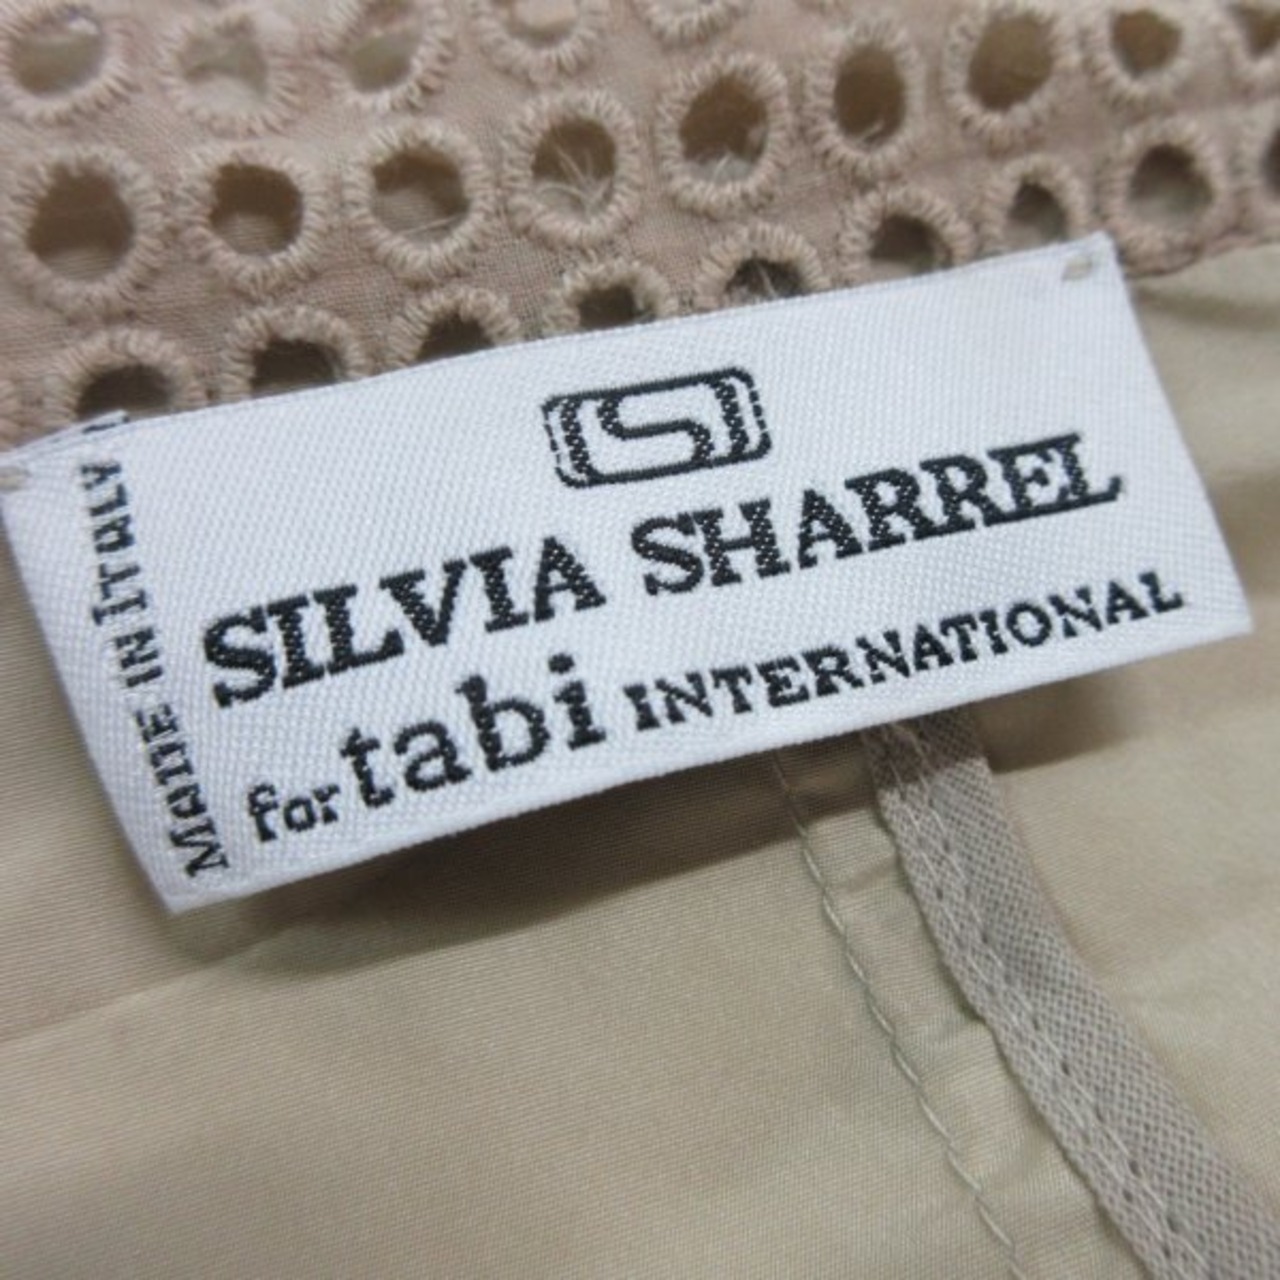 S
SILVIA SHARREL
for tabi INTERNATIONAL
MADE IN ITALY